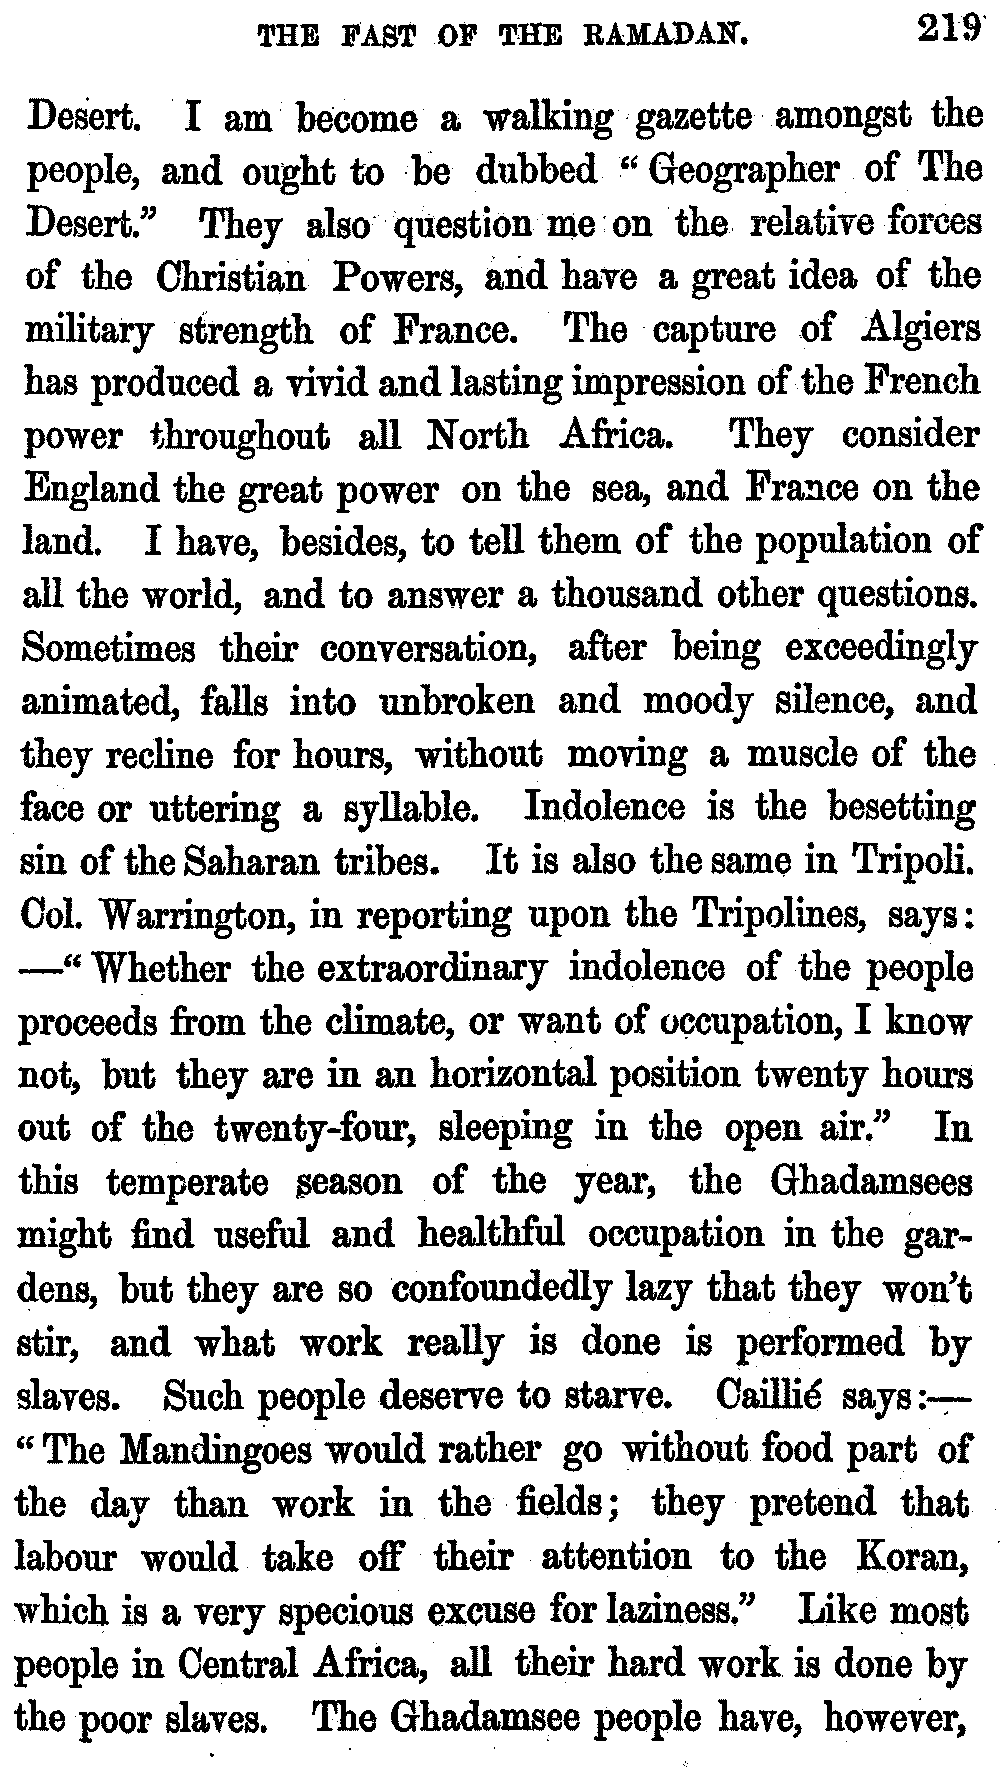 THE FAST OF THE RAMADAN. 219
Desert. I am become a walking gazette amongst the
people, and ought to be dubbed “Geographer of The
Desert.” They also question me on the relative forces
of the Christian Powers, and have a great idea of the
military strength of France. The capture of Algiers
has produced a vivid and lasting impression of the French
power throughout all North Africa. They consider
England the great power on the sea, and France on the
land. I have, besides, to tell them of the population of
all the world, and to answer a thousand other questions.
Sometimes their conversation, after being exceedingly
animated, falls into unbroken and moody silence, and
they recline for hours, without moving a muscle of the
face or uttering a syllable. Indolence is the besetting
sin of the Saharan tribes. It is also the same in Tripoli.
Col. Warrington, in reporting upon the Tripolines, says:
—“Whether the extraordinary indolence of the people
proceeds from the climate, or want of occupation, I know
not, but they are in an horizontal position twenty hours
out of the twenty-four, sleeping in the open air.” In
this temperate season of the year, the Ghadamsees
might find useful and healthful occupation in the gar-
dens, but they are so confoundedly lazy that they won't
stir, and what work really is done is performed by
slaves. Such people deserve to starve. Caillié says:—
“The Mandingoes would rather go without food part of
the day than work in the fields; they pretend that
labour would take off their attention to the Koran,
which is a very specious excuse for laziness.” Like most
people in Central Africa, all their hard work is done by
the poor slaves. The Ghadamsee people have, however,